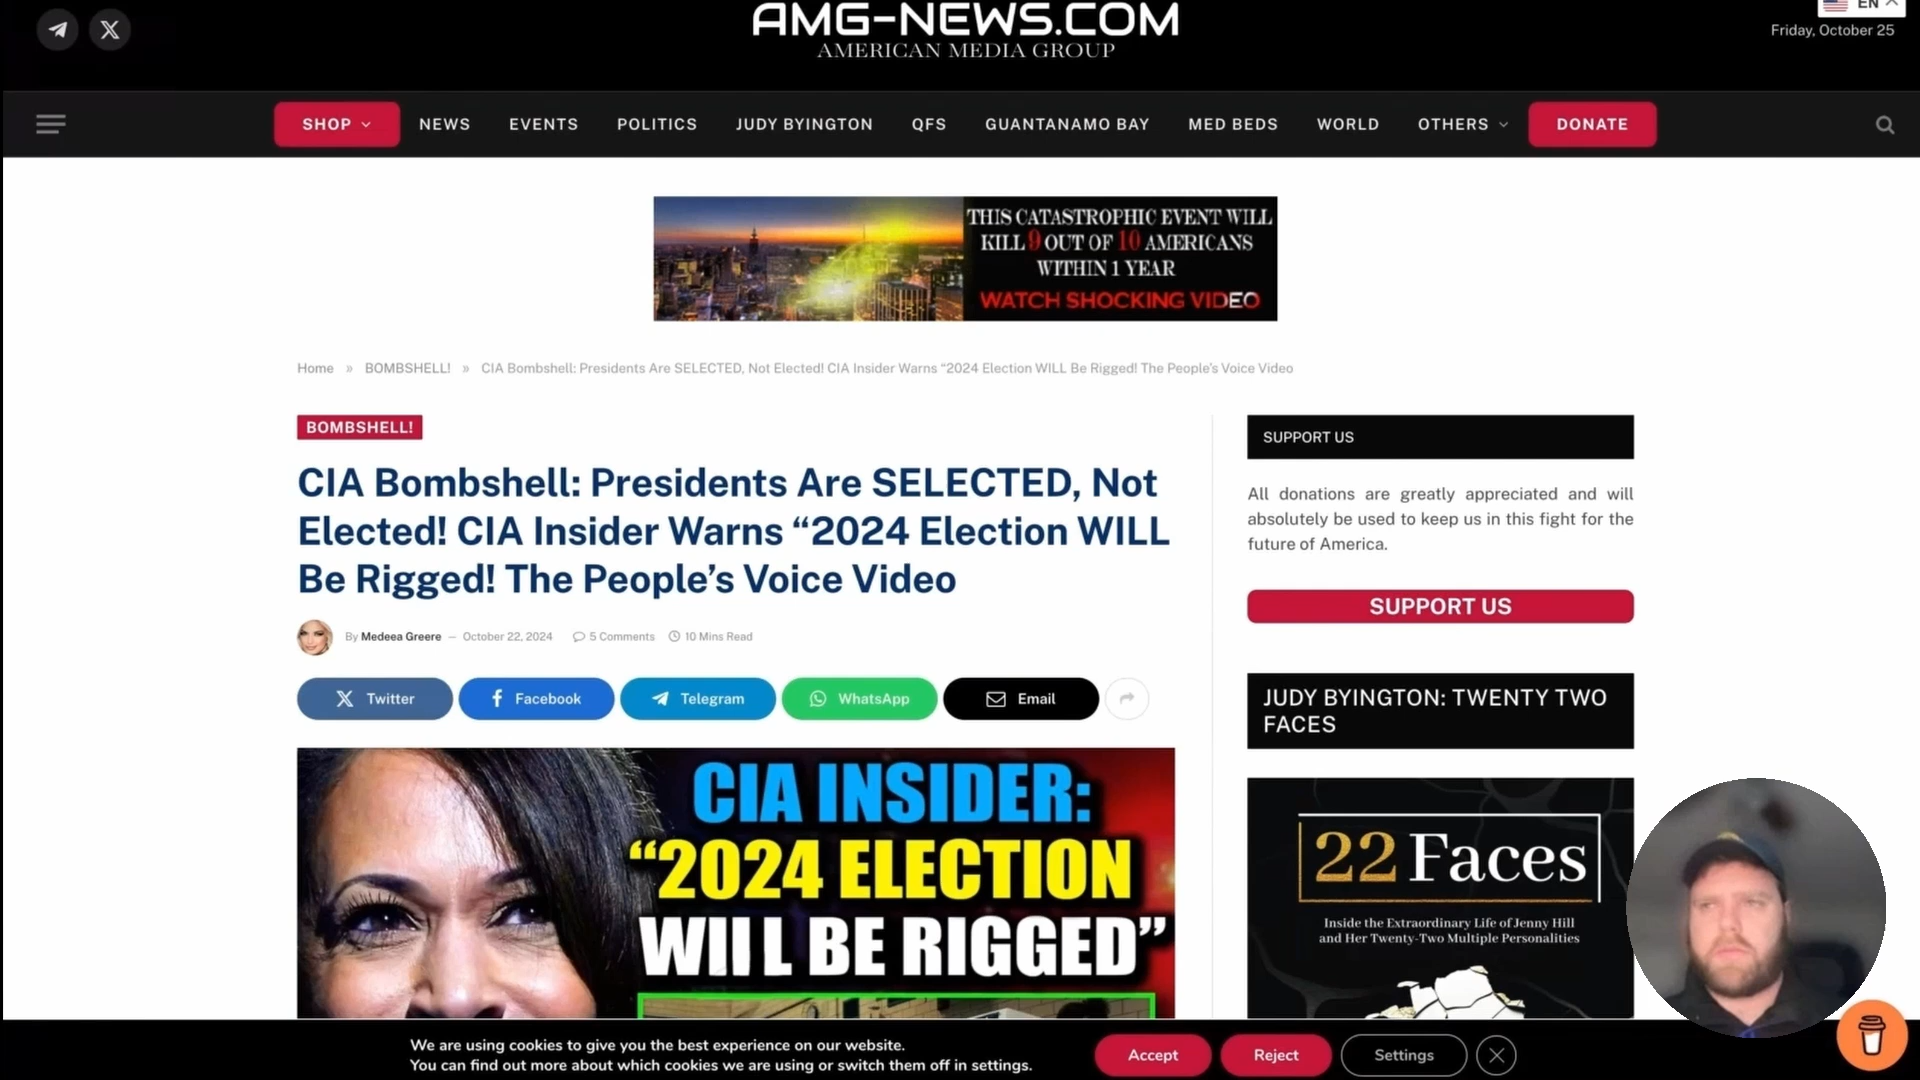 AMG-NEWS.COM
AMERICAN MEDIA GROUP
EN
Friday, October 25
SHOP
NEWS
EVENTS
POLITICS
JUDY BYINGTON
QFS
GUANTANAMO BAY
MED BEDS
WORLD
OTHERS
DONATE
THIS CATASTROPHIC EVENT WILL
KILL 9 OUT OF 10 AMERICANS
WITHIN 1 YEAR
WATCH SHOCKING VIDEO
Home » BOMBSHELL! » CIA Bombshell: Presidents Are SELECTED, Not Elected! CIA Insider Warns “2024 Election WILL Be Rigged! The People’s Voice Video
BOMBSHELL!
CIA Bombshell: Presidents Are SELECTED, Not
Elected! CIA Insider Warns “2024 Election WILL
Be Rigged! The People’s Voice Video
By Medeea Greere — October 22, 2024 5 Comments 10 Mins Read
Twitter
Facebook
Telegram
WhatsApp
Email
CIA INSIDER:
“2024 ELECTION
WILL BE RIGGED”
SUPPORT US
All donations are greatly appreciated and will
absolutely be used to keep us in this fight for the
future of America.
SUPPORT US
JUDY BYINGTON: TWENTY TWO
FACES
22 Faces
Inside the Extraordinary Life of Jenny Hill
and Her Twenty-Two Multiple Personalities
We are using cookies to give you the best experience on our website.
You can find out more about which cookies we are using or switch them off in settings.
Accept
Reject
Settings